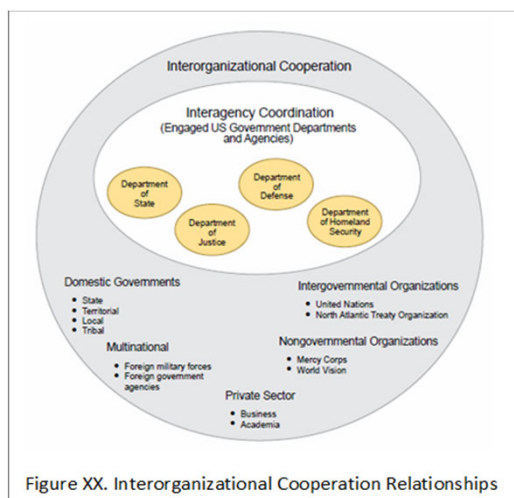 Interorganizational Cooperation
Interagency Coordination
(Engaged US Government Departments
and Agencies)
Department
of
State
Department
of
Justice
Department
of
Defense
Department
of Homeland
Security
Domestic Governments
• State
• Territorial
• Local
• Tribal
Intergovernmental Organizations
• United Nations
• North Atlantic Treaty Organization
Multinational
• Foreign military forces
• Foreign government
agencies
Nongovernmental Organizations
• Mercy Corps
• World Vision
Private Sector
• Business
• Academia
Figure XX. Interorganizational Cooperation Relationships